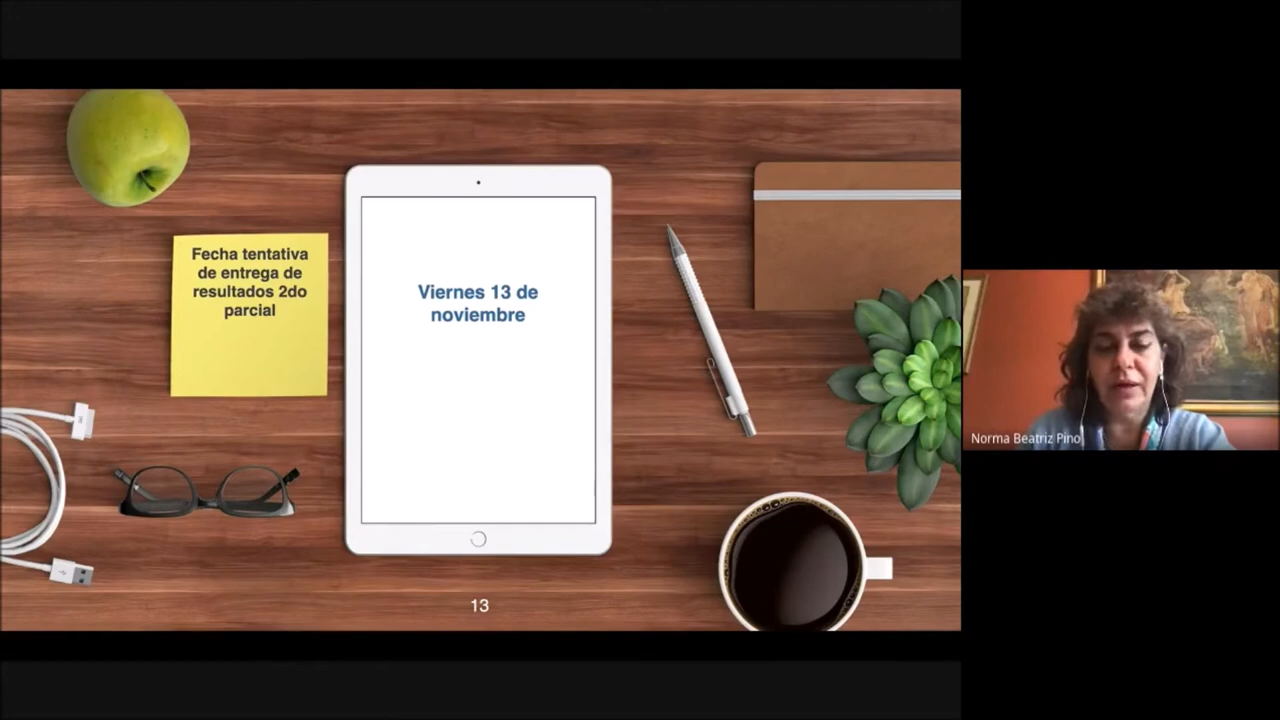 Fecha tentativa
de entrega de
resultados 2do
parcial
Viernes 13 de
noviembre
13
Norma Beatriz Pino